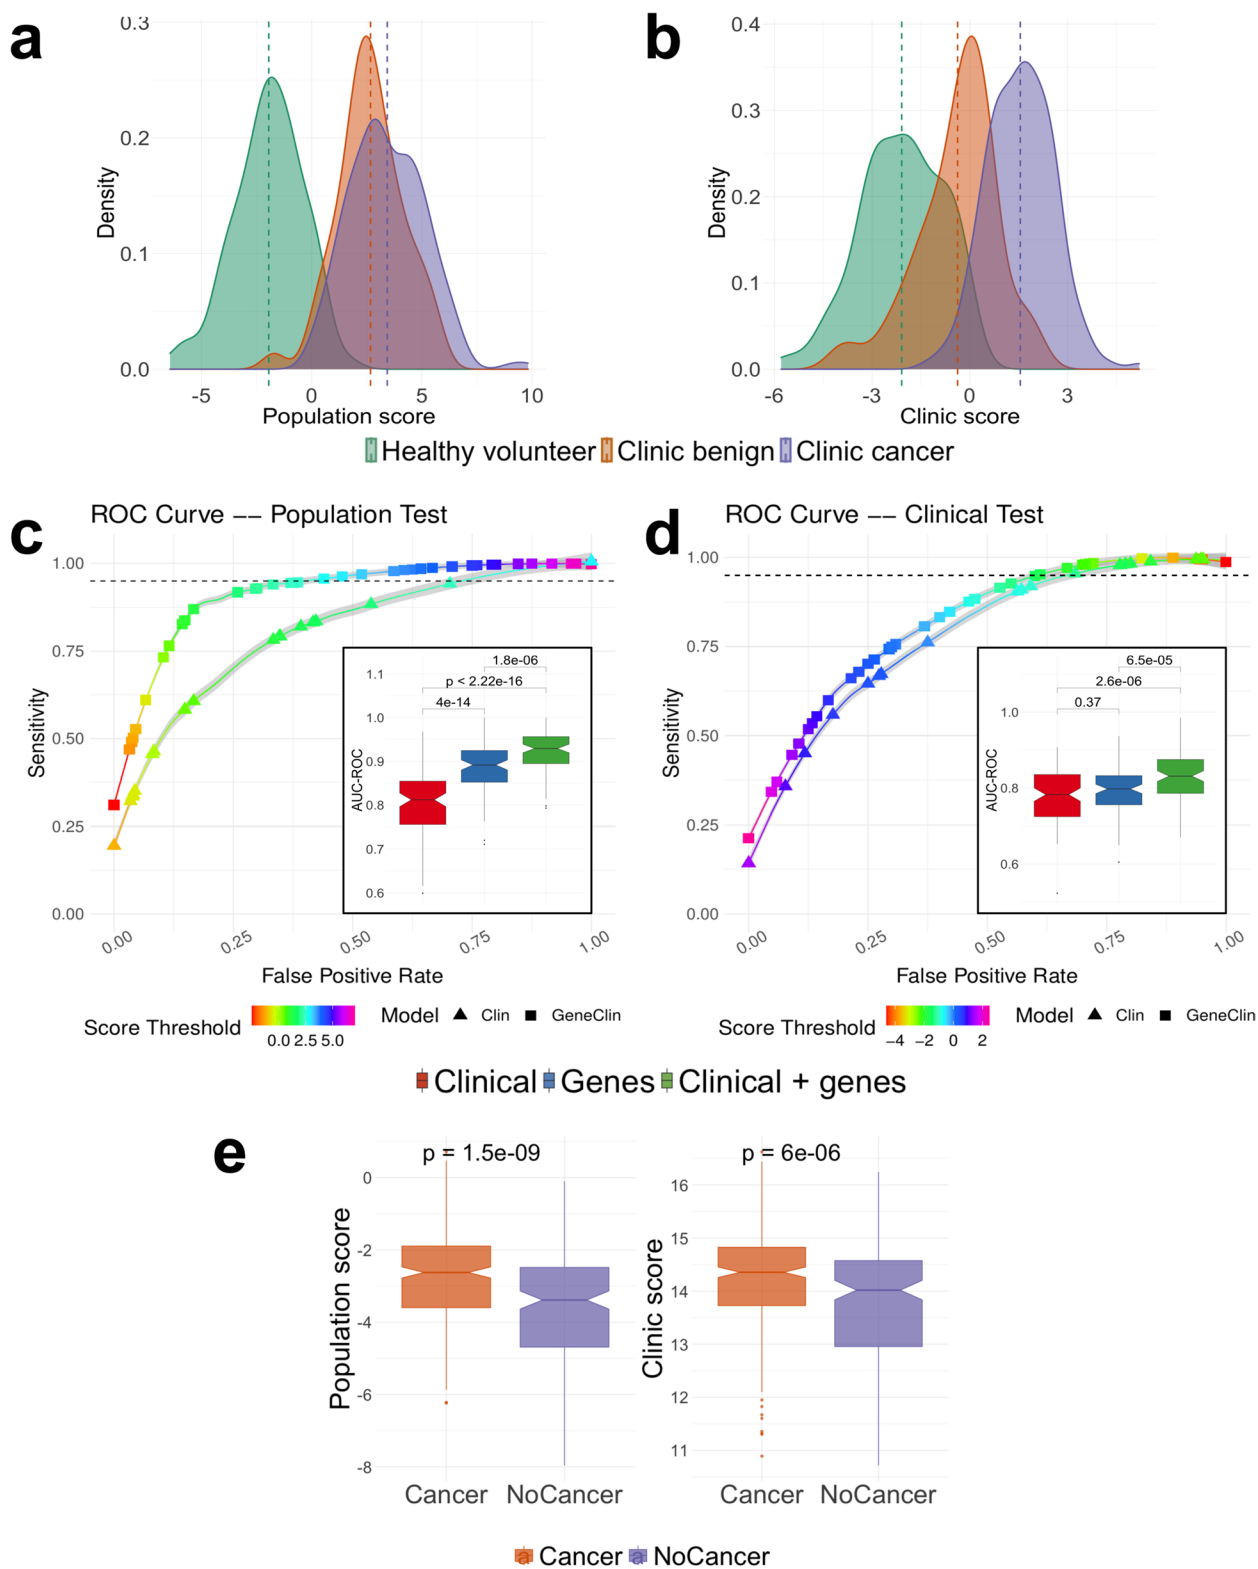 a
0.3
0.2
0.1
0.0
Density
-5 0 5 10
Population score
b
0.4
0.3
0.2
0.1
0.0
Density
-6 -3 0 3
Clinic score
Healthy volunteer Clinic benign Clinic cancer
c
ROC Curve −− Population Test
1.00
0.75
0.50
0.25
0.00
Sensitivity
0.00 0.25 0.50 0.75 1.00
False Positive Rate
1.8e-06
p < 2.22e-16
4e-14
1.1
1.0
0.9
0.8
0.7
0.6
AUC-ROC
Score Threshold 0.0 2.5 5.0 Model Clin GeneClin
d
ROC Curve −− Clinical Test
1.00
0.75
0.50
0.25
0.00
Sensitivity
0.00 0.25 0.50 0.75 1.00
False Positive Rate
6.5e-05
2.6e-06
0.37
1.0
0.8
0.6
AUC-ROC
Score Threshold −4 −2 0 2 Model Clin GeneClin
Clinical Genes Clinical + genes
e
p = 1.5e-09
0
-2
-4
-6
-8
Population score
Cancer NoCancer
p = 6e-06
16
15
14
13
12
11
Clinic score
Cancer NoCancer
a Cancer a NoCancer